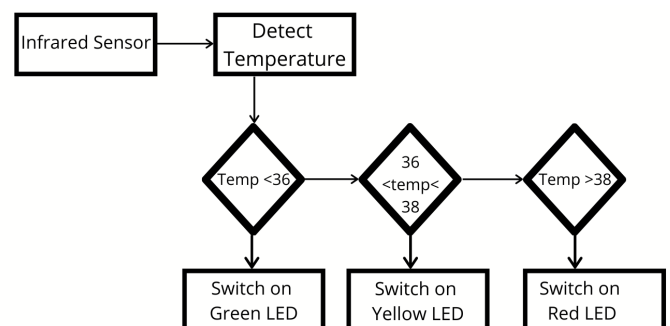 Infrared Sensor
Detect
Temperature
Temp <36
36
<temp<
38
Temp >38
Switch on
Green LED
Switch on
Yellow LED
Switch on
Red LED